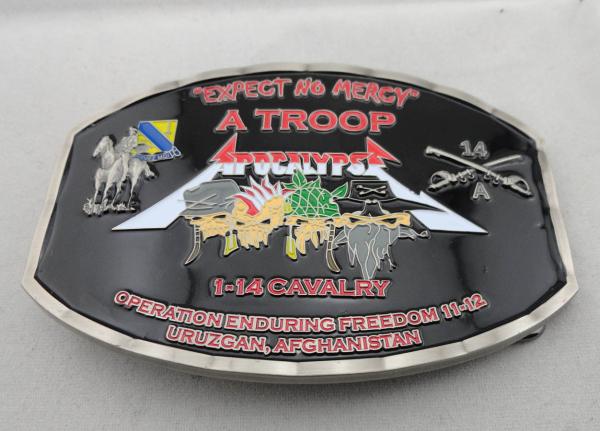 "EXPECT NO MERCY"
A TROOP
APOCALYPSE
14
A
1-14 CAVALRY
OPERATION ENDURING FREEDOM 11-12
URUZGAN, AFGHANISTAN